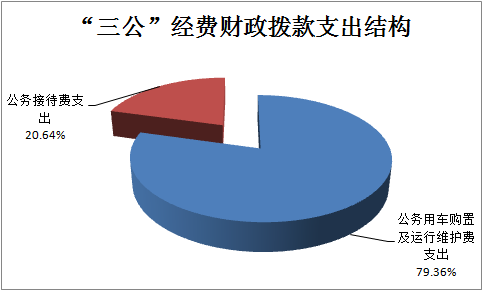 “三公”经费财政拨款支出结构
公务接待费支
出
20.64%
公务用车购置
及运行维护费
支出
79.36%